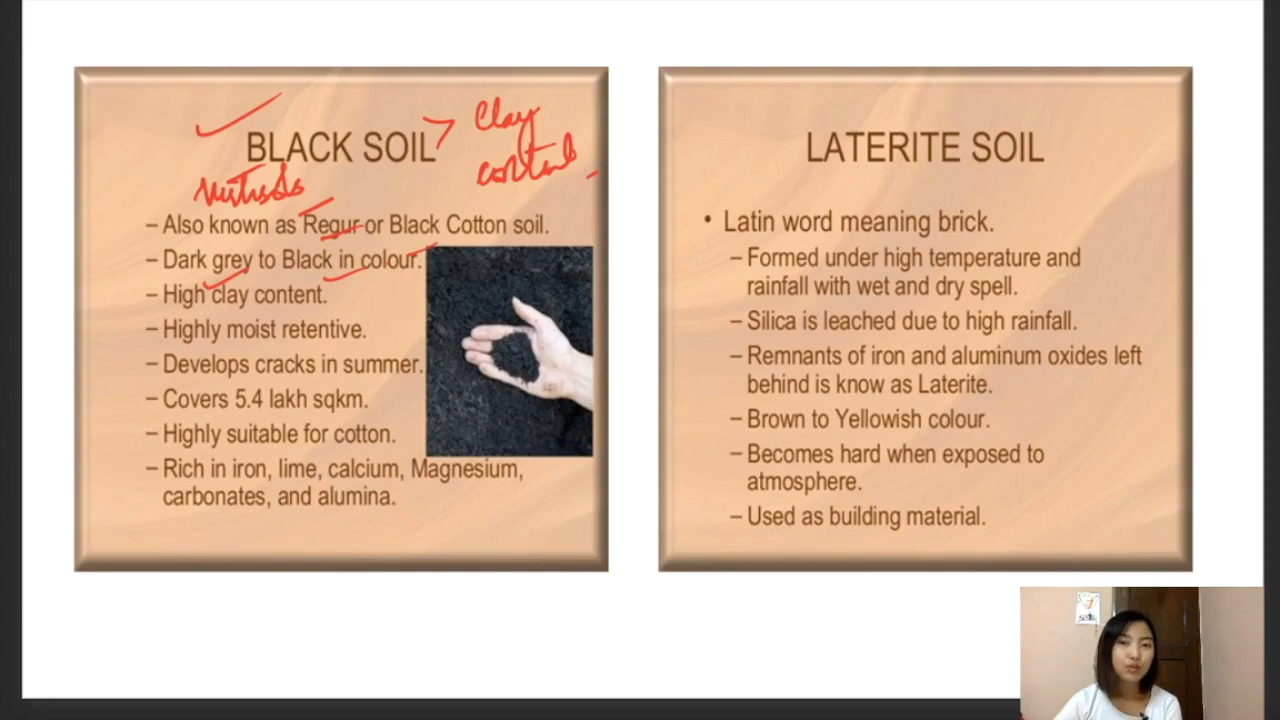 BLACK SOIL
Clay
content
– Also known as Regur or Black Cotton soil.
– Dark grey to Black in colour.
– High clay content.
– Highly moist retentive.
– Develops cracks in summer.
– Covers 5.4 lakh sqkm.
– Highly suitable for cotton.
– Rich in iron, lime, calcium, Magnesium,
carbonates, and alumina.
LATERITE SOIL
• Latin word meaning brick.
– Formed under high temperature and
rainfall with wet and dry spell.
– Silica is leached due to high rainfall.
– Remnants of iron and aluminum oxides left
behind is know as Laterite.
– Brown to Yellowish colour.
– Becomes hard when exposed to
atmosphere.
– Used as building material.